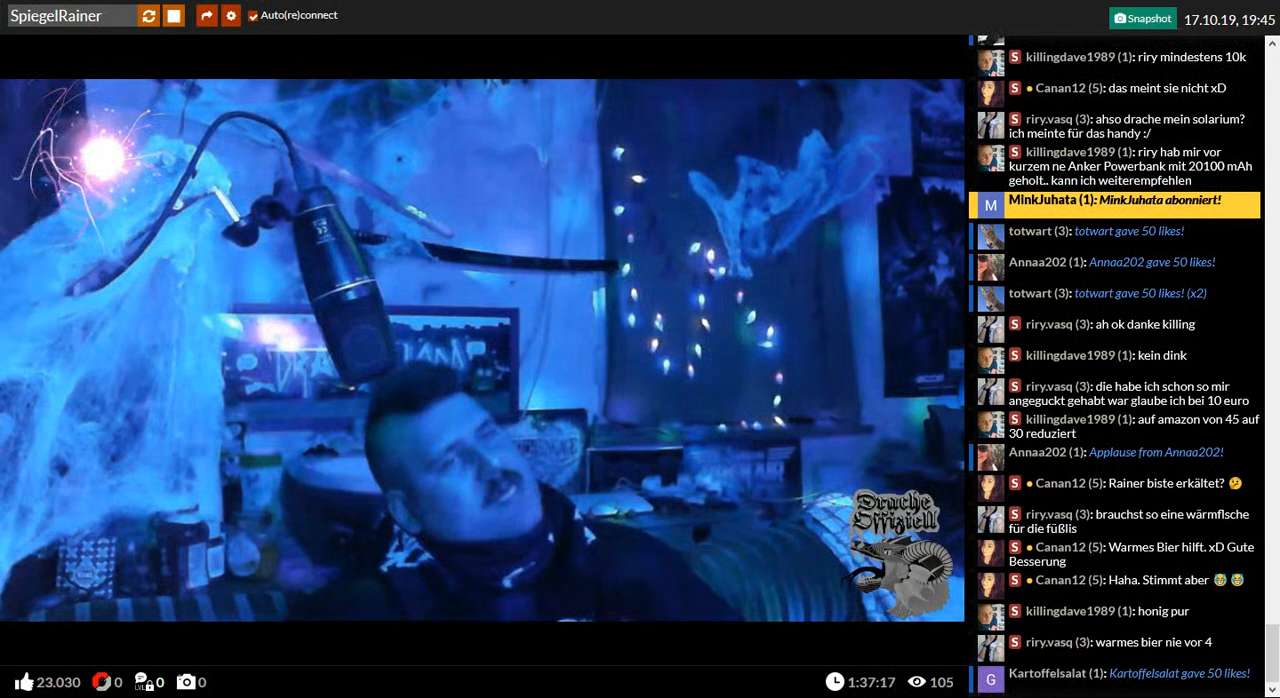 SpiegelRainer
Auto(re)connect
Snapshot
17.10.19, 19:45
S killingdave1989 (1): riry mindestens 10k
S Canan12 (5): das meint sie nicht xD
S riry.vasq (3): ahso drache mein solarium?
ich meinte für das handy :/
S killingdave1989 (1): riry hab mir vor
kurzem ne Anker Powerbank mit 20100 mAh
geholt.. kann ich weiterempfehlen
M MinkJuhata (1): MinkJuhata abonniert!
totwart (3): totwart gave 50 likes!
Annaa202 (1): Annaa202 gave 50 likes!
totwart (3): totwart gave 50 likes! (x2)
S riry.vasq (3): ah ok danke killing
S killingdave1989 (1): kein dink
S riry.vasq (3): die habe ich schon so mir
angeguckt gehabt war glaube ich bei 10 euro
S killingdave1989 (1): auf amazon von 45 auf
30 reduziert
Annaa202 (1): Applause from Annaa202!
S Canan12 (5): Rainer biste erkältet? 🤔
S riry.vasq (3): brauchst so eine wärmflsche
für die füßlis
S Canan12 (5): Warmes Bier hilft. xD Gute
Besserung
S Canan12 (5): Haha. Stimmt aber 😂 😂
S killingdave1989 (1): honig pur
S riry.vasq (3): warmes bier nie vor 4
G Kartoffelsalat (1): Kartoffelsalat gave 50 likes!
Drache
Offiziell
23.030
0
LVL 0
0
1:37:17
105